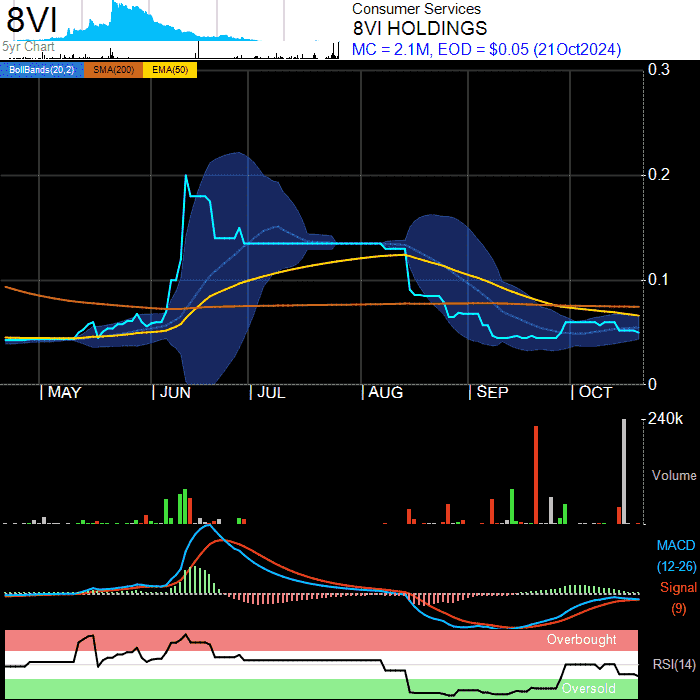 8VI
Consumer Services
8VI HOLDINGS
5yr Chart
MC = 2.1M, EOD = $0.05 (21Oct2024)
BollBands(20,2) SMA(200) EMA(50)
0.3
0.2
0.1
0
MAY JUN JUL AUG SEP OCT
240k
Volume
MACD
(12-26)
Signal
(9)
Overbought
RSI(14)
Oversold